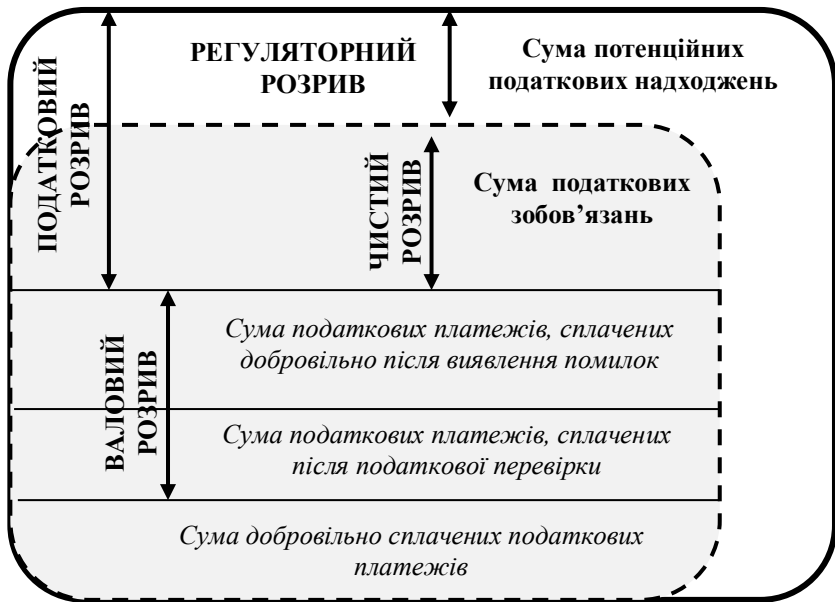 РЕГУЛЯТОРНИЙ
РОЗРИВ
Сума потенційних
податкових надходжень
ПОДАТКОВИЙ
РОЗРИВ
ЧИСТИЙ
РОЗРИВ
Сума податкових
зобов’язань
ВАЛОВИЙ
РОЗРИВ
Сума податкових платежів, сплачених
добровільно після виявлення помилок
Сума податкових платежів, сплачених
після податкової перевірки
Сума добровільно сплачених податкових
платежів